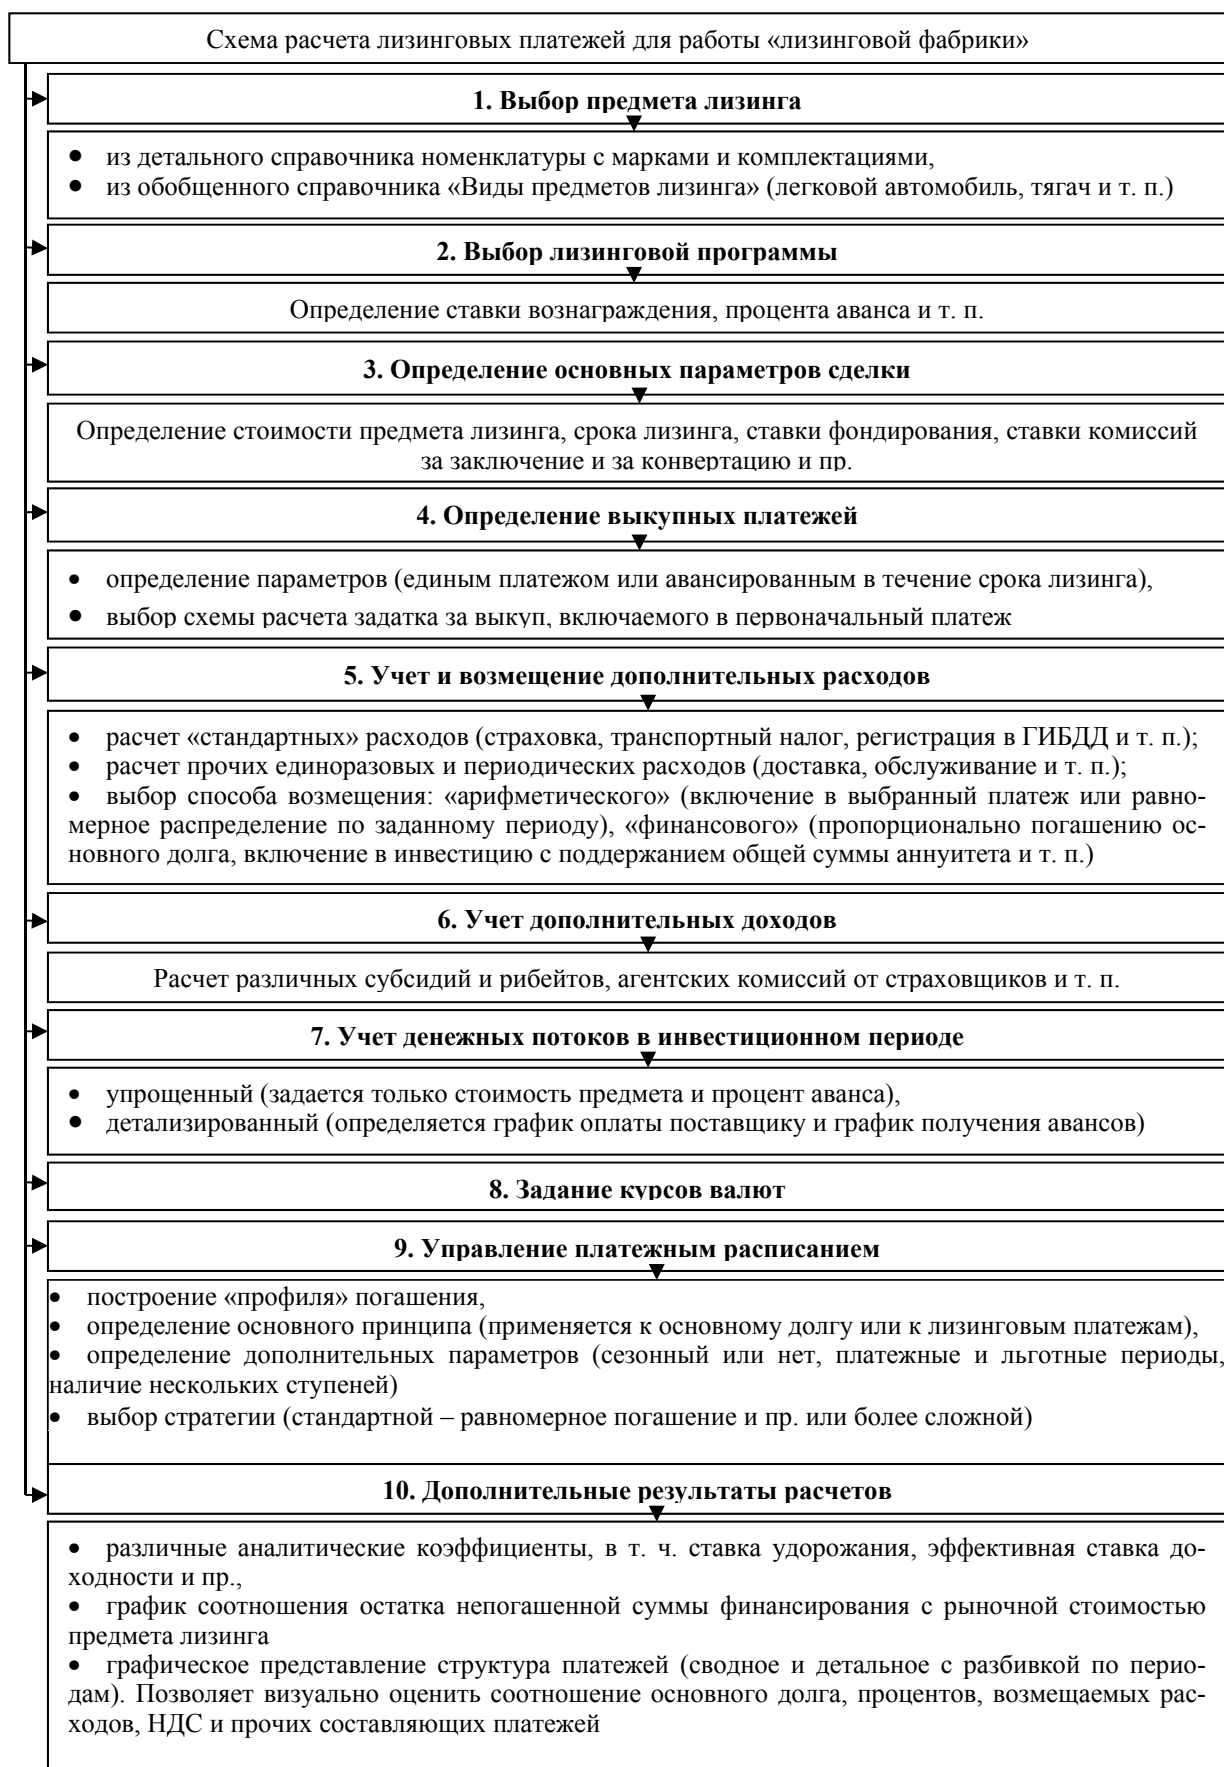 Схема расчета лизинговых платежей для работы «лизинговой фабрики»
1. Выбор предмета лизинга
• из детального справочника номенклатуры с марками и комплектациями,
• из обобщенного справочника «Виды предметов лизинга» (легковой автомобиль, тягач и т. п.)
2. Выбор лизинговой программы
Определение ставки вознаграждения, процента аванса и т. п.
3. Определение основных параметров сделки
Определение стоимости предмета лизинга, срока лизинга, ставки фондирования, ставки комиссий
за заключение и за конвертацию и пр.
4. Определение выкупных платежей
• определение параметров (единым платежом или авансированным в течение срока лизинга),
• выбор схемы расчета задатка за выкуп, включаемого в первоначальный платеж
5. Учет и возмещение дополнительных расходов
• расчет «стандартных» расходов (страховка, транспортный налог, регистрация в ГИБДД и т. п.);
• расчет прочих единоразовых и периодических расходов (доставка, обслуживание и т. п.);
• выбор способа возмещения: «арифметического» (включение в выбранный платеж или равно-
мерное распределение по заданному периоду), «финансового» (пропорционально погашению ос-
новного долга, включение в инвестицию с поддержанием общей суммы аннуитета и т. п.)
6. Учет дополнительных доходов
Расчет различных субсидий и рибейтов, агентских комиссий от страховщиков и т. п.
7. Учет денежных потоков в инвестиционном периоде
• упрощенный (задается только стоимость предмета и процент аванса),
• детализированный (определяется график оплаты поставщику и график получения авансов)
8. Задание курсов валют
9. Управление платежным расписанием
• построение «профиля» погашения,
• определение основного принципа (применяется к основному долгу или к лизинговым платежам),
• определение дополнительных параметров (сезонный или нет, платежные и льготные периоды,
наличие нескольких ступеней)
• выбор стратегии (стандартной – равномерное погашение и пр. или более сложной)
10. Дополнительные результаты расчетов
• различные аналитические коэффициенты, в т. ч. ставка удорожания, эффективная ставка до-
ходности и пр.,
• график соотношения остатка непогашенной суммы финансирования с рыночной стоимостью
предмета лизинга
• графическое представление структура платежей (сводное и детальное с разбивкой по перио-
дам). Позволяет визуально оценить соотношение основного долга, процентов, возмещаемых рас-
ходов, НДС и прочих составляющих платежей